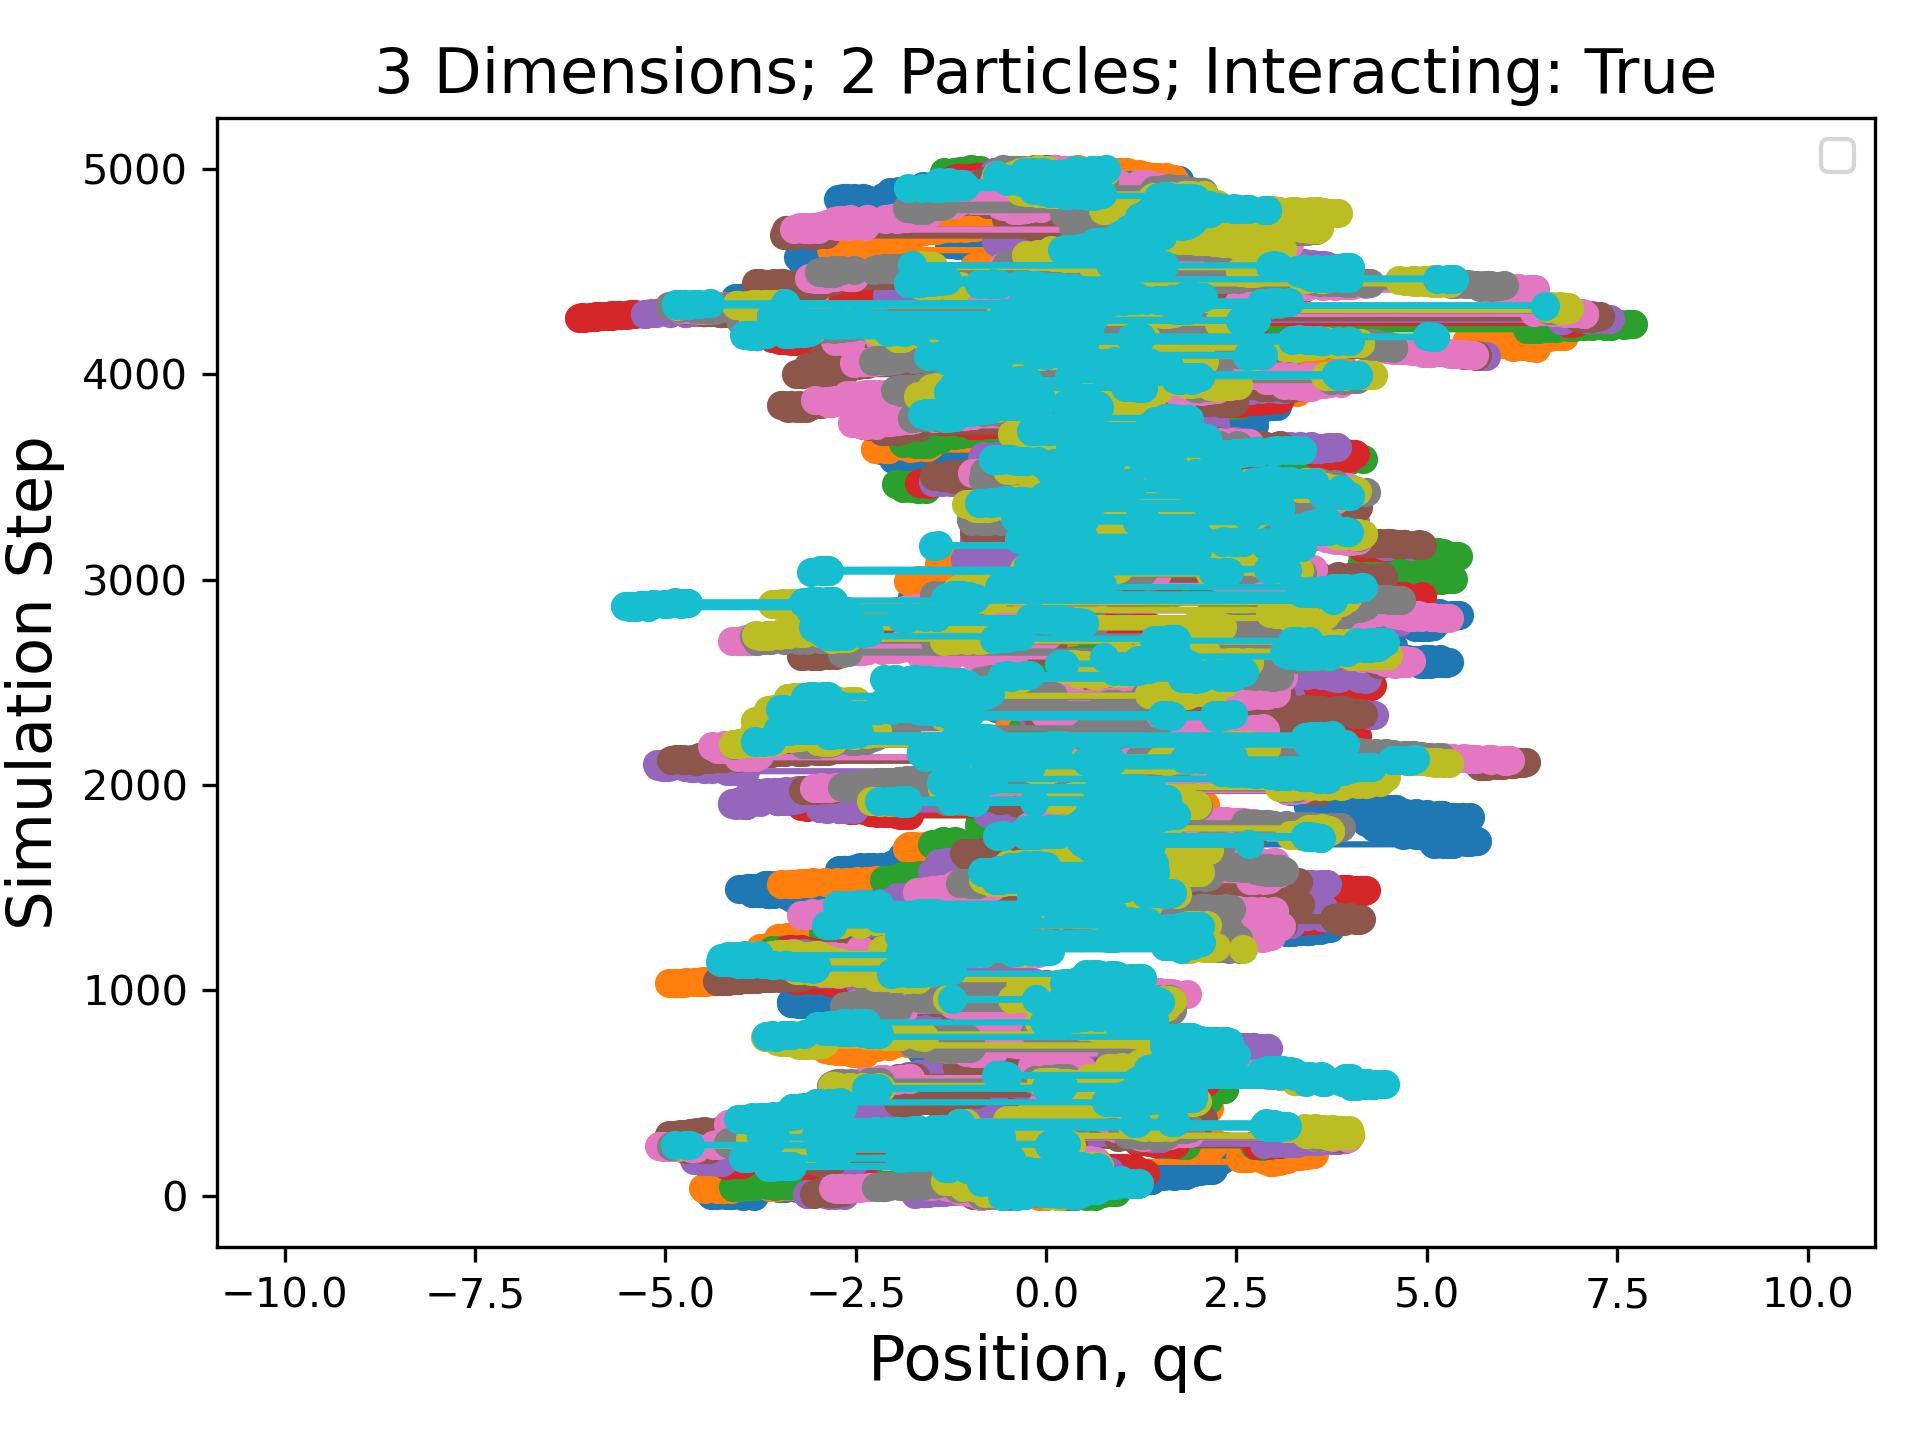 3 Dimensions; 2 Particles; Interacting: True
Simulation Step
5000
4000
3000
2000
1000
0
−10.0 −7.5 −5.0 −2.5 0.0 2.5 5.0 7.5 10.0
Position, qc